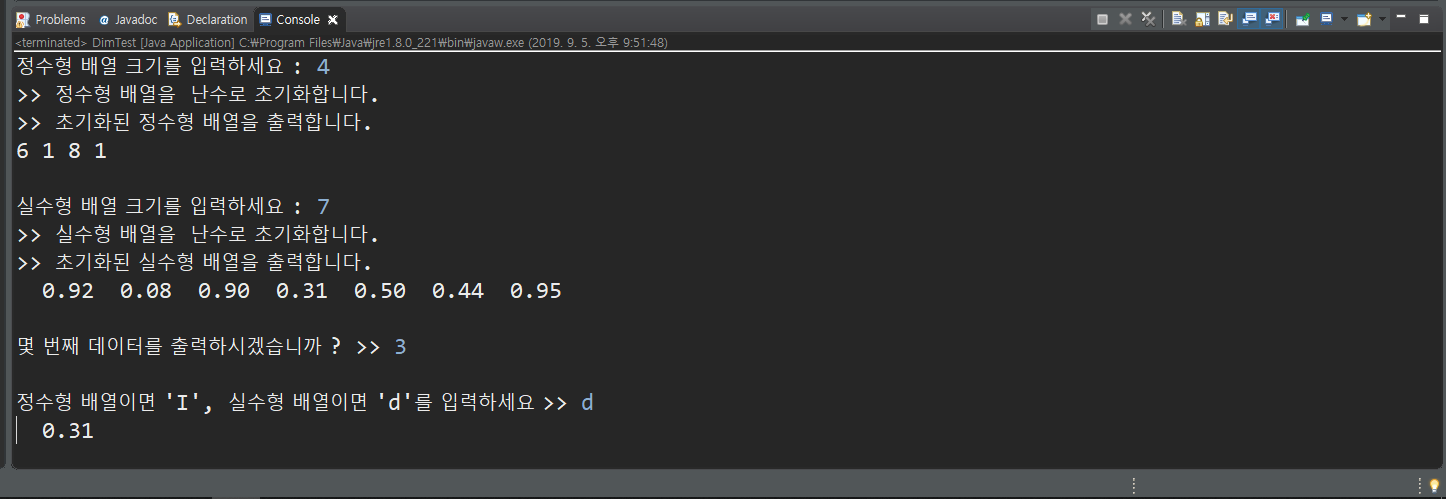 Problems Javadoc Declaration Console
<terminated> DimTest [Java Application] C:₩Program Files₩Java₩jre1.8.0_221₩bin₩javaw.exe (2019. 9. 5. 오후 9:51:48)
정수형 배열 크기를 입력하세요 : 4
>> 정수형 배열을 난수로 초기화합니다.
>> 초기화된 정수형 배열을 출력합니다.
6 1 8 1
실수형 배열 크기를 입력하세요 : 7
>> 실수형 배열을 난수로 초기화합니다.
>> 초기화된 실수형 배열을 출력합니다.
0.92 0.08 0.90 0.31 0.50 0.44 0.95
몇 번째 데이터를 출력하시겠습니까 ? >> 3
정수형 배열이면 'I', 실수형 배열이면 'd'를 입력하세요 >> d
0.31